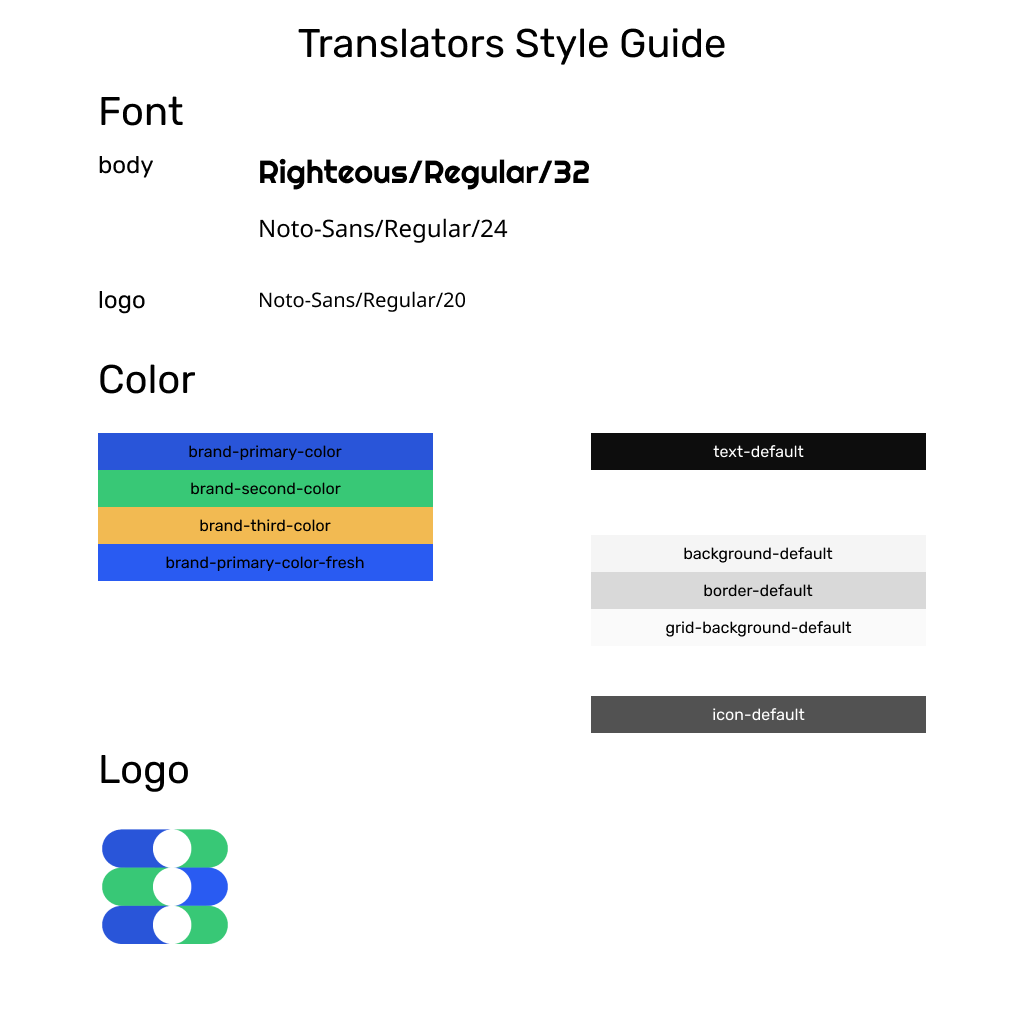 Translators Style Guide
Font
body
Righteous/Regular/32
Noto-Sans/Regular/24
logo
Noto-Sans/Regular/20
Color
brand-primary-color
brand-second-color
brand-third-color
brand-primary-color-fresh
text-default
background-default
border-default
grid-background-default
icon-default
Logo